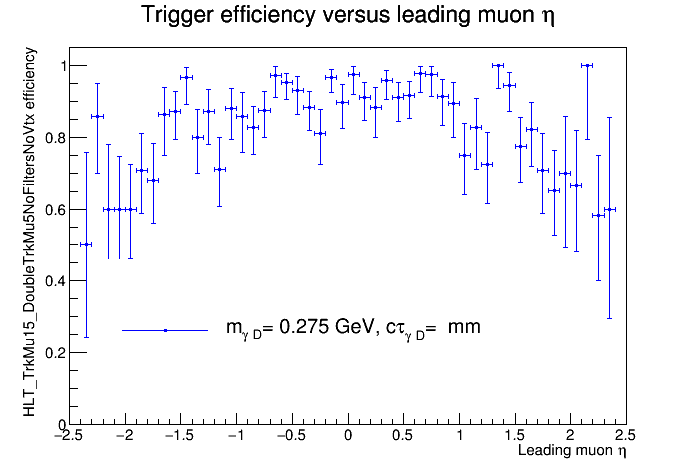 Trigger efficiency versus leading muon η
HLT_TrkMu15_DoubleTrkMu5NoFiltersNoVtx efficiency
1
0.8
0.6
0.4
0.2
0
m γ D = 0.275 GeV, cτ γ D =  mm
−2.5 −2 −1.5 −1 −0.5 0 0.5 1 1.5 2 2.5
Leading muon η